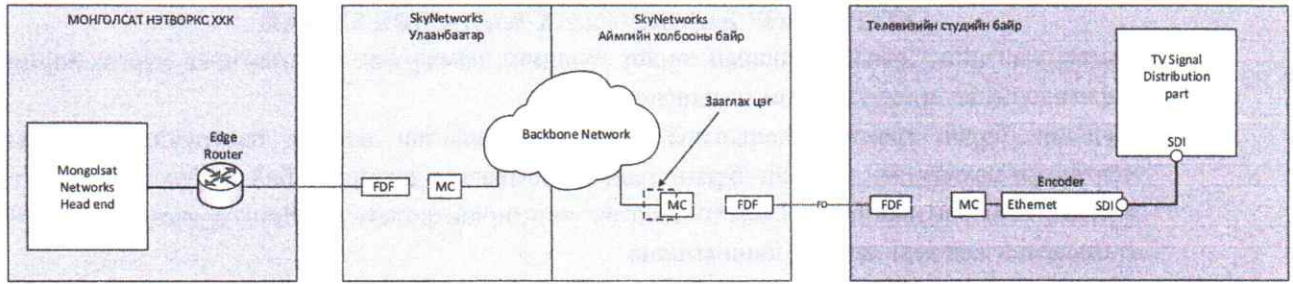 МОНГОЛСАТ НЭТВОРКС ХХК
Mongolsat
Networks
Head end
Edge
Router
SkyNetworks
Улаанбаатар
FDF
MC
Backbone Network
SkyNetworks
Аймгийн холбооны байр
Зааглах цэг
MC
FDF
FO
Телевизийн студийн байр
FDF
MC
Encoder
Ethernet
SDI
TV Signal
Distribution
part
SDI